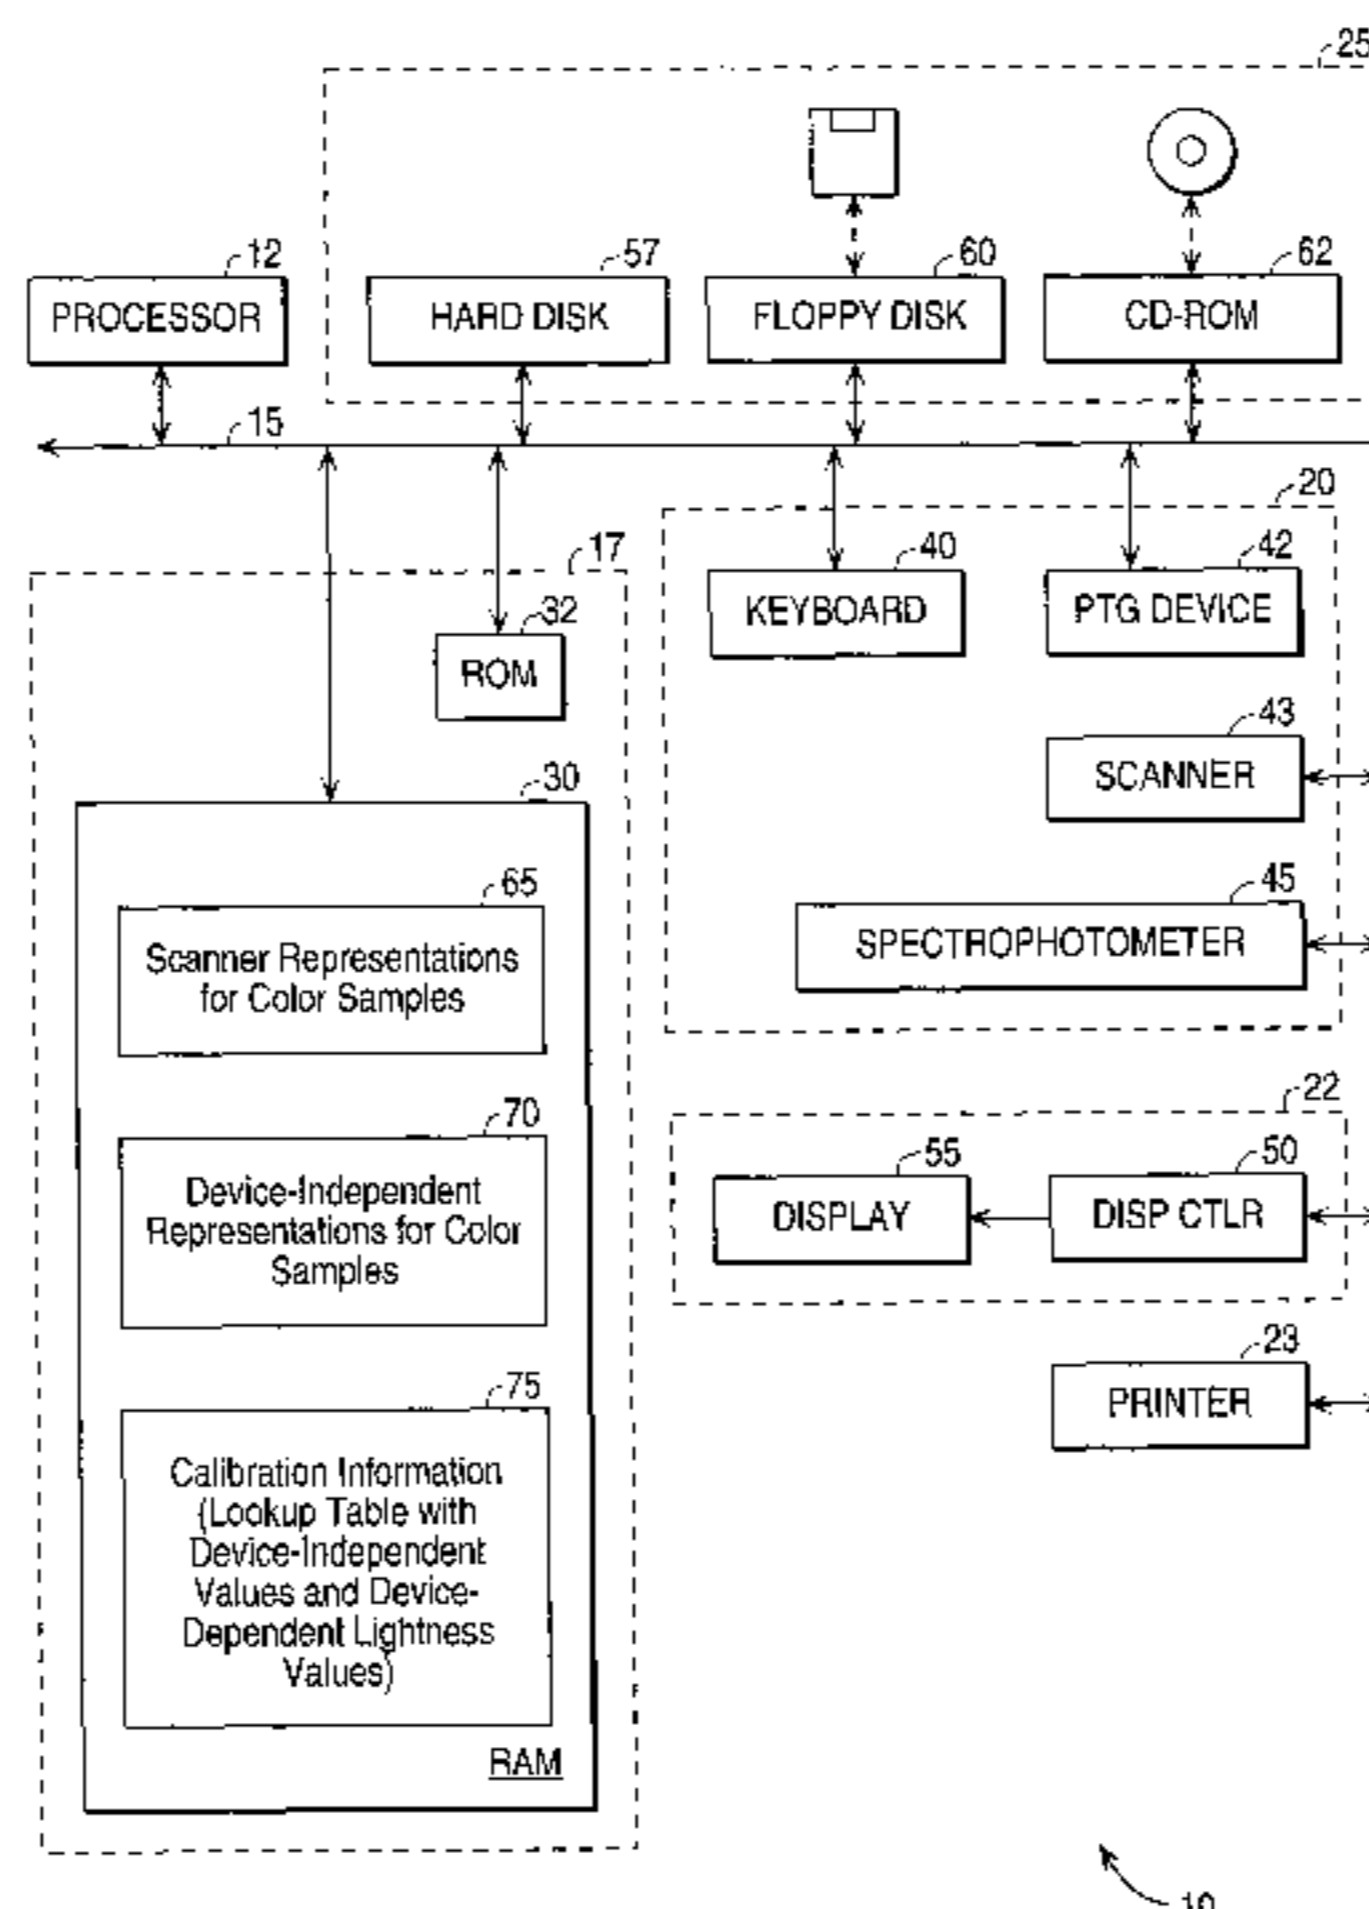 25
12
57
60
62
PROCESSOR
HARD DISK
FLOPPY DISK
CD-ROM
15
20
17
40
42
32
KEYBOARD
PTG DEVICE
ROM
43
30
SCANNER
65
45
Scanner Representations
for Color Samples
SPECTROPHOTOMETER
70
22
Device-Independent
Representations for Color
Samples
55
50
DISPLAY
DISP CTLR
23
75
PRINTER
Calibration Information
(Lookup Table with
Device-Independent
Values and Device-
Dependent Lightness
Values)
RAM
10